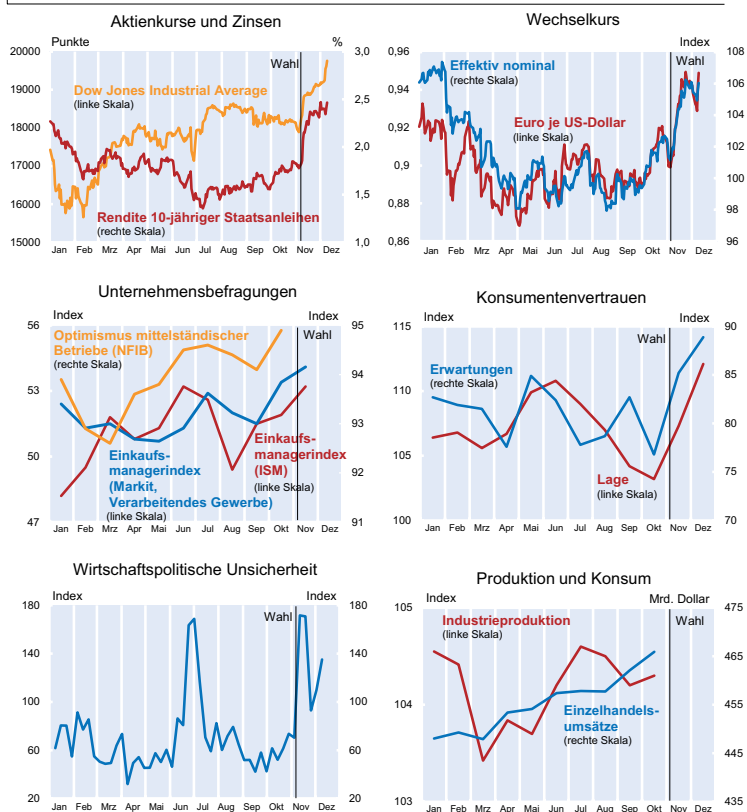 Aktienkurse und Zinsen
Punkte
%
20000
19000
18000
17000
16000
15000
3,0
2,5
2,0
1,5
1,0
Wahl
Dow Jones Industrial Average
(linke Skala)
Rendite 10-jähriger Staatsanleihen
(rechte Skala)
Jan Feb Mrz Apr Mai Jun Jul Aug Sep Okt Nov Dez
Wechselkurs
Index
0,96
0,94
0,92
0,9
0,88
0,86
108
106
104
102
100
98
96
Wahl
Effektiv nominal
(rechte Skala)
Euro je US-Dollar
(linke Skala)
Jan Feb Mrz Apr Mai Jun Jul Aug Sep Okt Nov Dez
Unternehmensbefragungen
Index
Index
56
53
50
47
95
94
93
92
91
Wahl
Optimismus mittelständischer
Betriebe (NFIB)
(rechte Skala)
Einkaufs-
managerindex
(Markit,
Verarbeitendes Gewerbe)
(linke Skala)
Einkaufs-
managerindex
(ISM)
(linke Skala)
Jan Feb Mrz Apr Mai Jun Jul Aug Sep Okt Nov Dez
Konsumentenvertrauen
Index
Index
115
110
105
100
90
85
80
75
70
Wahl
Erwartungen
(rechte Skala)
Lage
(linke Skala)
Jan Feb Mrz Apr Mai Jun Jul Aug Sep Okt Nov Dez
Wirtschaftspolitische Unsicherheit
Index
Index
180
140
100
60
20
180
140
100
60
20
Wahl
Jan Feb Mrz Apr Mai Jun Jul Aug Sep Okt Nov Dez
Produktion und Konsum
Index
Mrd. Dollar
105
104
103
475
465
455
445
435
Wahl
Industrieproduktion
(linke Skala)
Einzelhandels-
umsätze
(rechte Skala)
Jan Feb Mrz Apr Mai Jun Jul Aug Sep Okt Nov Dez